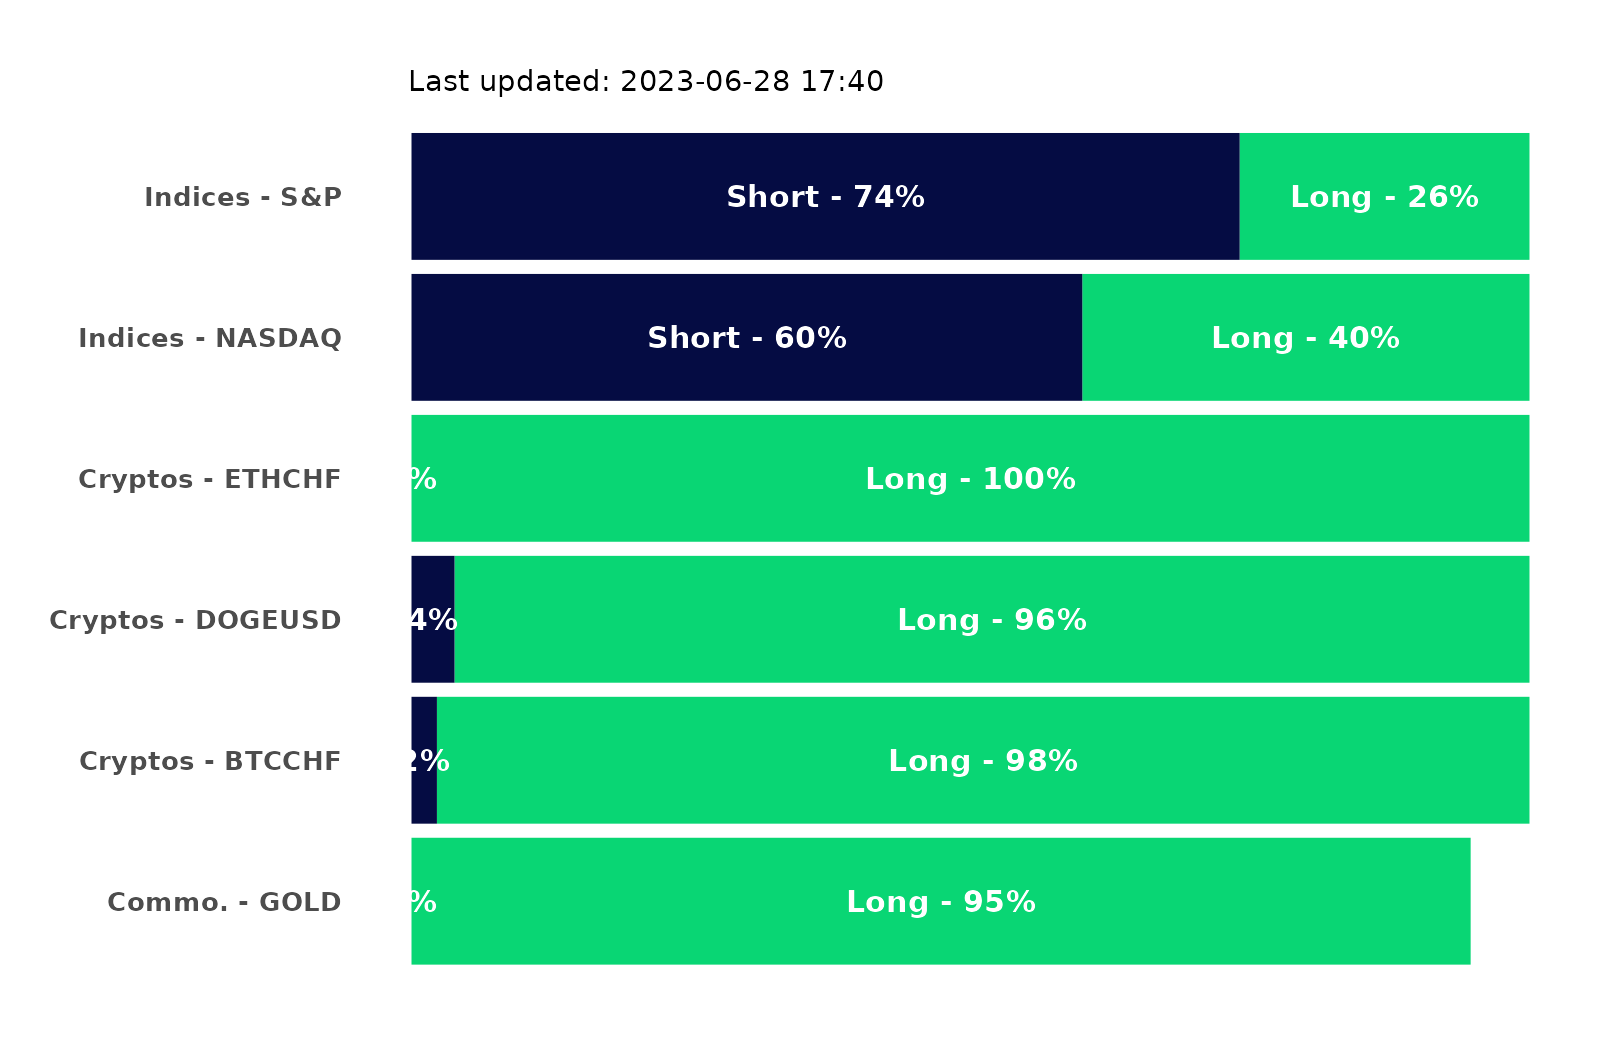 Last updated: 2023-06-28 17:40
Indices - S&P Short - 74% Long - 26%
Indices - NASDAQ Short - 60% Long - 40%
Cryptos - ETHCHF % Long - 100%
Cryptos - DOGEUSD 4% Long - 96%
Cryptos - BTCCHF 2% Long - 98%
Commo. - GOLD % Long - 95%